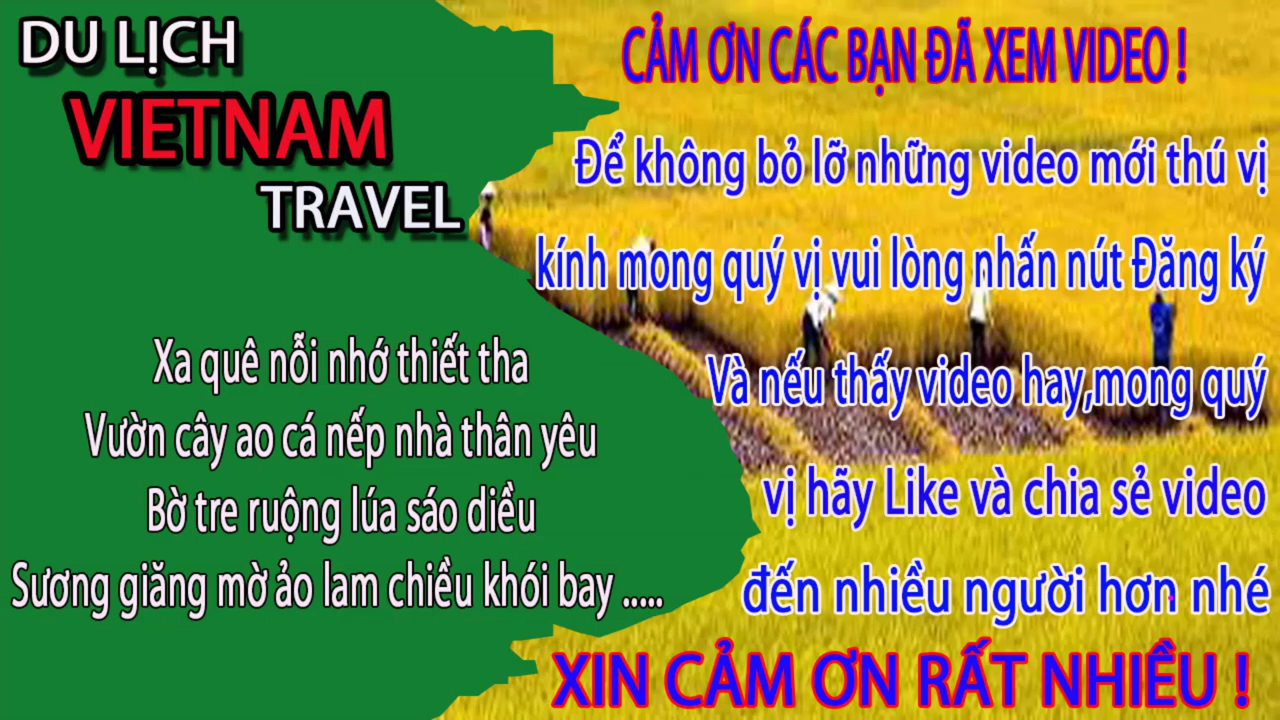 DU LỊCH
VIETNAM
TRAVEL
Xa quê nỗi nhớ thiết tha
Vườn cây ao cá nếp nhà thân yêu
Bờ tre ruộng lúa sáo diều
Sương giăng mờ ảo lam chiều khói bay .....
CẢM ƠN CÁC BẠN ĐÃ XEM VIDEO !
Để không bỏ lỡ những video mới thú vị
kính mong quý vị vui lòng nhấn nút Đăng ký
Và nếu thấy video hay,mong quý
vị hãy Like và chia sẻ video
đến nhiều người hơn nhé
XIN CẢM ƠN RẤT NHIỀU !